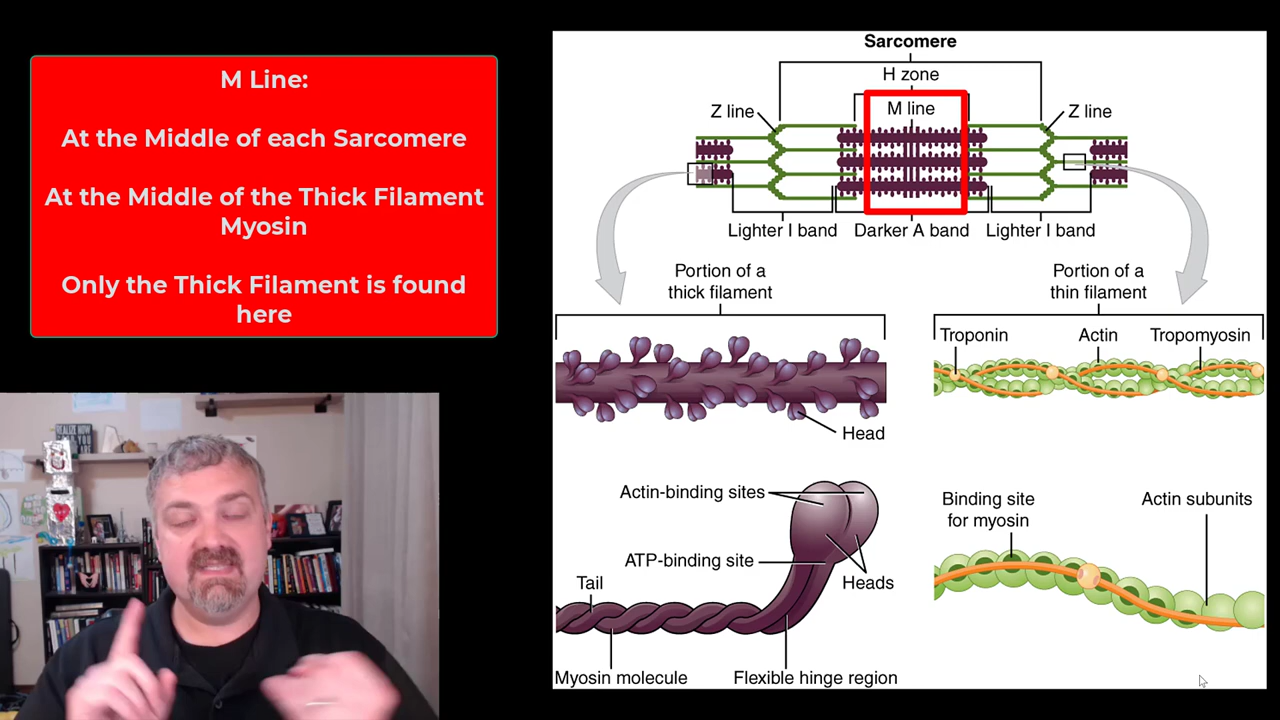 M Line:
At the Middle of each Sarcomere
At the Middle of the Thick Filament
Myosin
Only the Thick Filament is found
here
Sarcomere
H zone
M line
Z line
Z line
Lighter I band
Darker A band
Lighter I band
Portion of a
thick filament
Portion of a
thin filament
Troponin
Actin
Tropomyosin
Head
Actin-binding sites
ATP-binding site
Heads
Tail
Myosin molecule
Flexible hinge region
Binding site
for myosin
Actin subunits